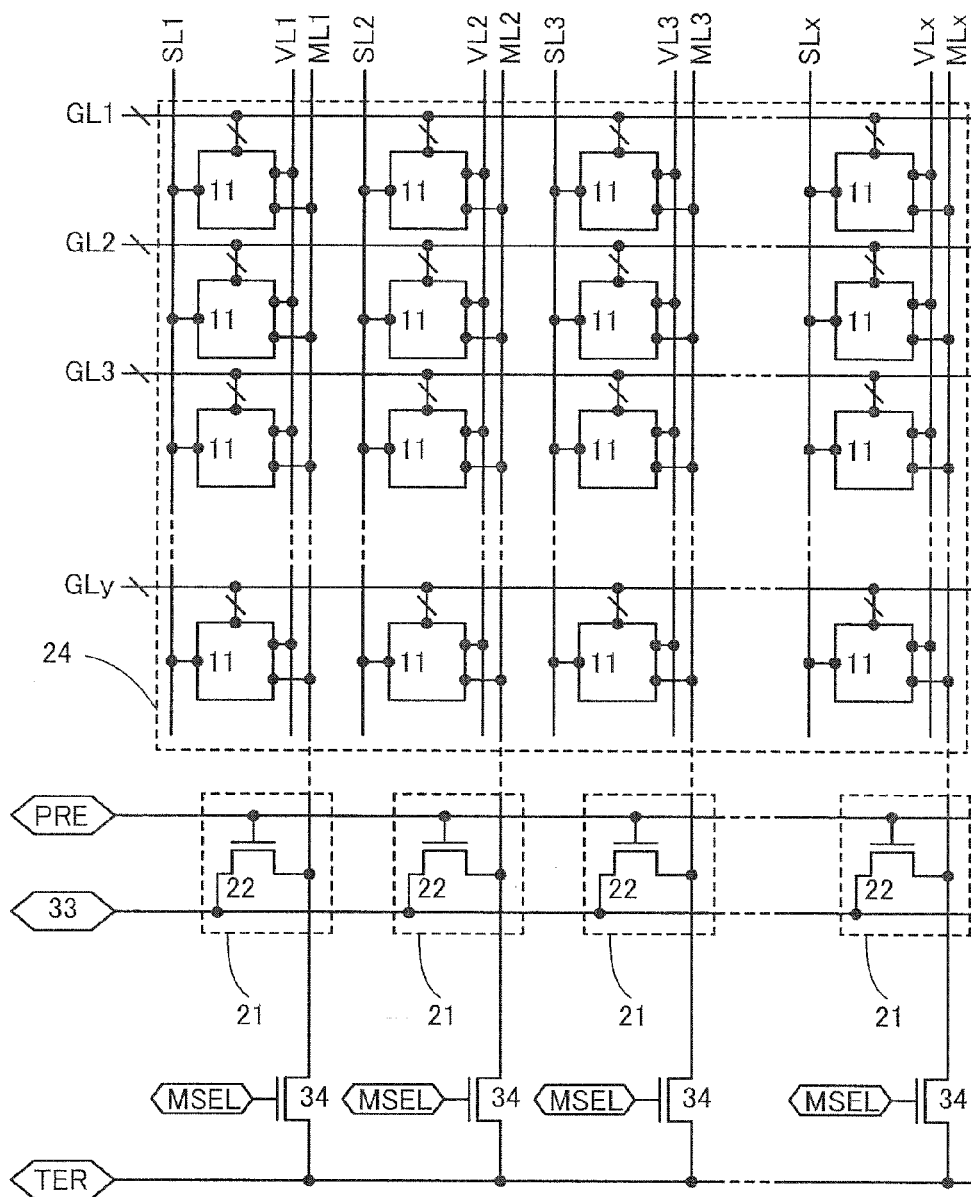 SL1 VL1 ML1 SL2 VL2 ML2 SL3 VL3 ML3 SLx VLx MLx
GL1
11 11 11 11
GL2
11 11 11 11
GL3
11 11 11 11
GLy
11 11 11 11
24
PRE
22 22 22 22
33
21 21 21 21
MSEL 34 MSEL 34 MSEL 34 MSEL 34
TER